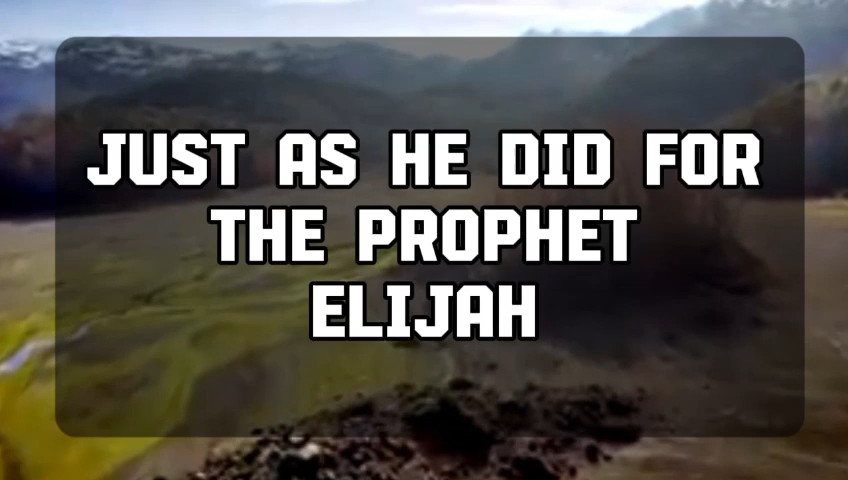 JUST AS HE DID FOR
THE PROPHET
ELIJAH